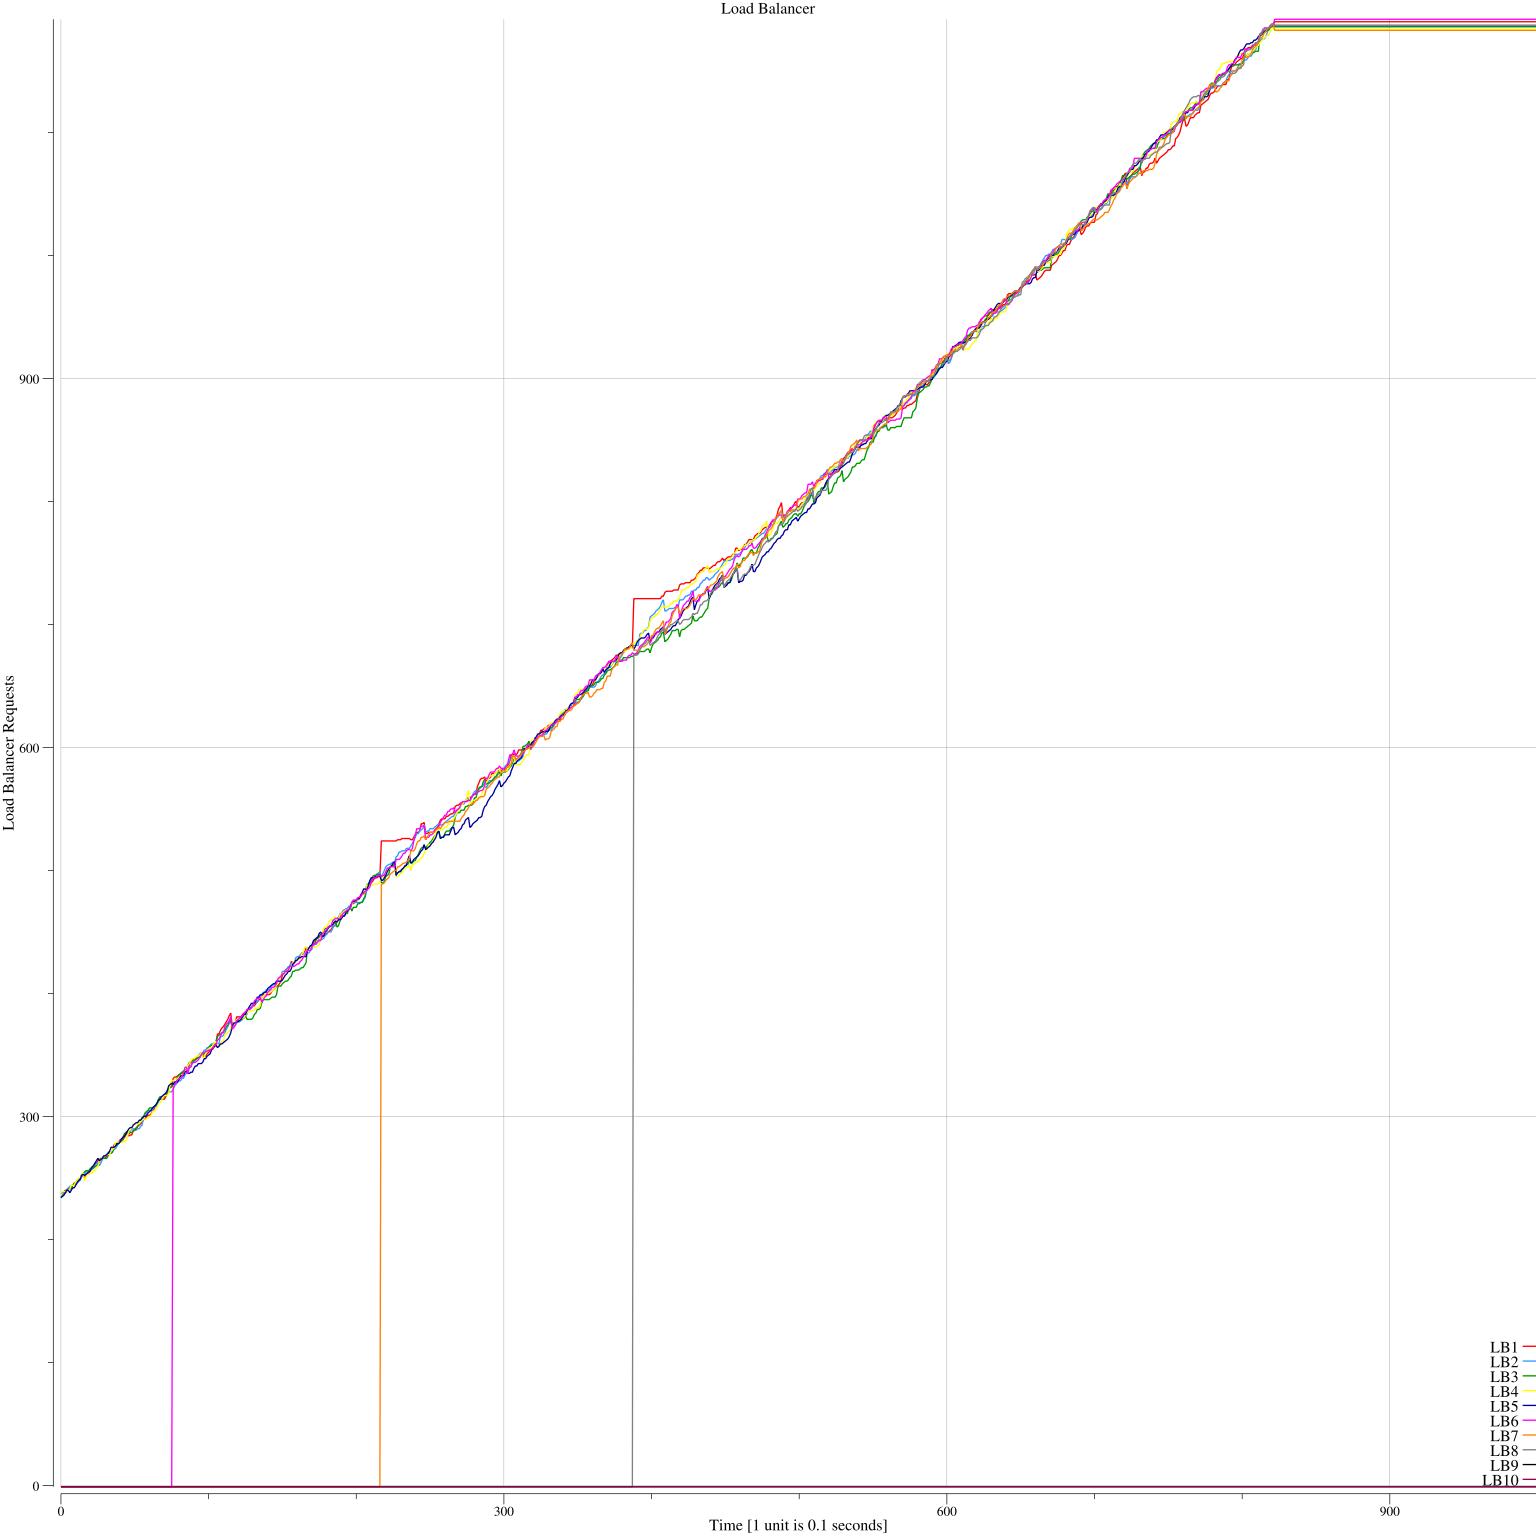 Load Balancer
Load Balancer Requests
900
600
300
0
0
300
600
900
Time [1 unit is 0.1 seconds]
LB1
LB2
LB3
LB4
LB5
LB6
LB7
LB8
LB9
LB10